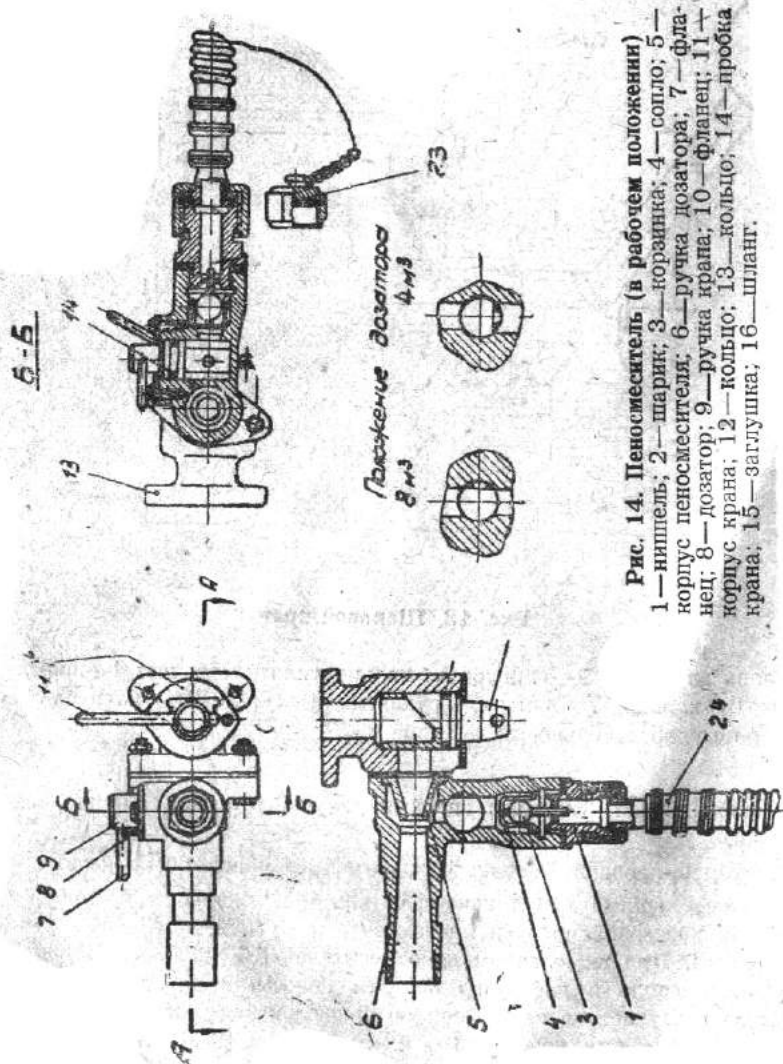 Б-Б
14
13
23
Положение дозатора
8 м³ 4 м³
А
11
Б Б
7 8 9
А
6
5
4
3
1
24
Рис. 14. Пеносмеситель (в рабочем положении)
1—ниппель; 2—шарик; 3—корзинка; 4—сопло; 5—
корпус пеносмесителя; 6—ручка дозатора; 7—фла-
нец; 8—дозатор; 9—ручка крана; 10—фланец; 11—
корпус крана; 12—кольцо; 13—кольцо; 14—пробка
крана; 15—заглушка; 16—шланг.